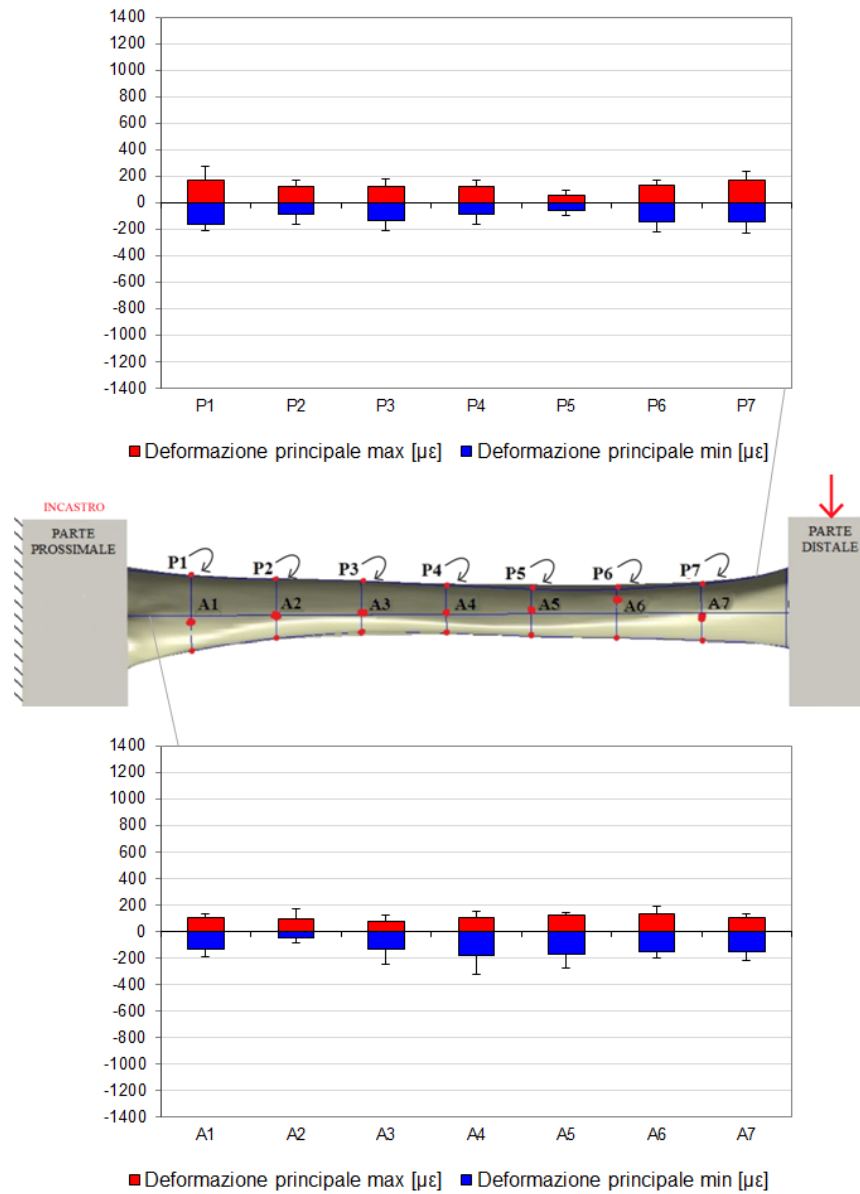 1400
1200
1000
800
600
400
200
0
-200
-400
-600
-800
-1000
-1200
-1400
P1 P2 P3 P4 P5 P6 P7
Deformazione principale max [µε] Deformazione principale min [µε]
INCASTRO
PARTE
PROSSIMALE
P1 P2 P3 P4 P5 P6 P7
A1 A2 A3 A4 A5 A6 A7
PARTE
DISTALE
1400
1200
1000
800
600
400
200
0
-200
-400
-600
-800
-1000
-1200
-1400
A1 A2 A3 A4 A5 A6 A7
Deformazione principale max [µε] Deformazione principale min [µε]